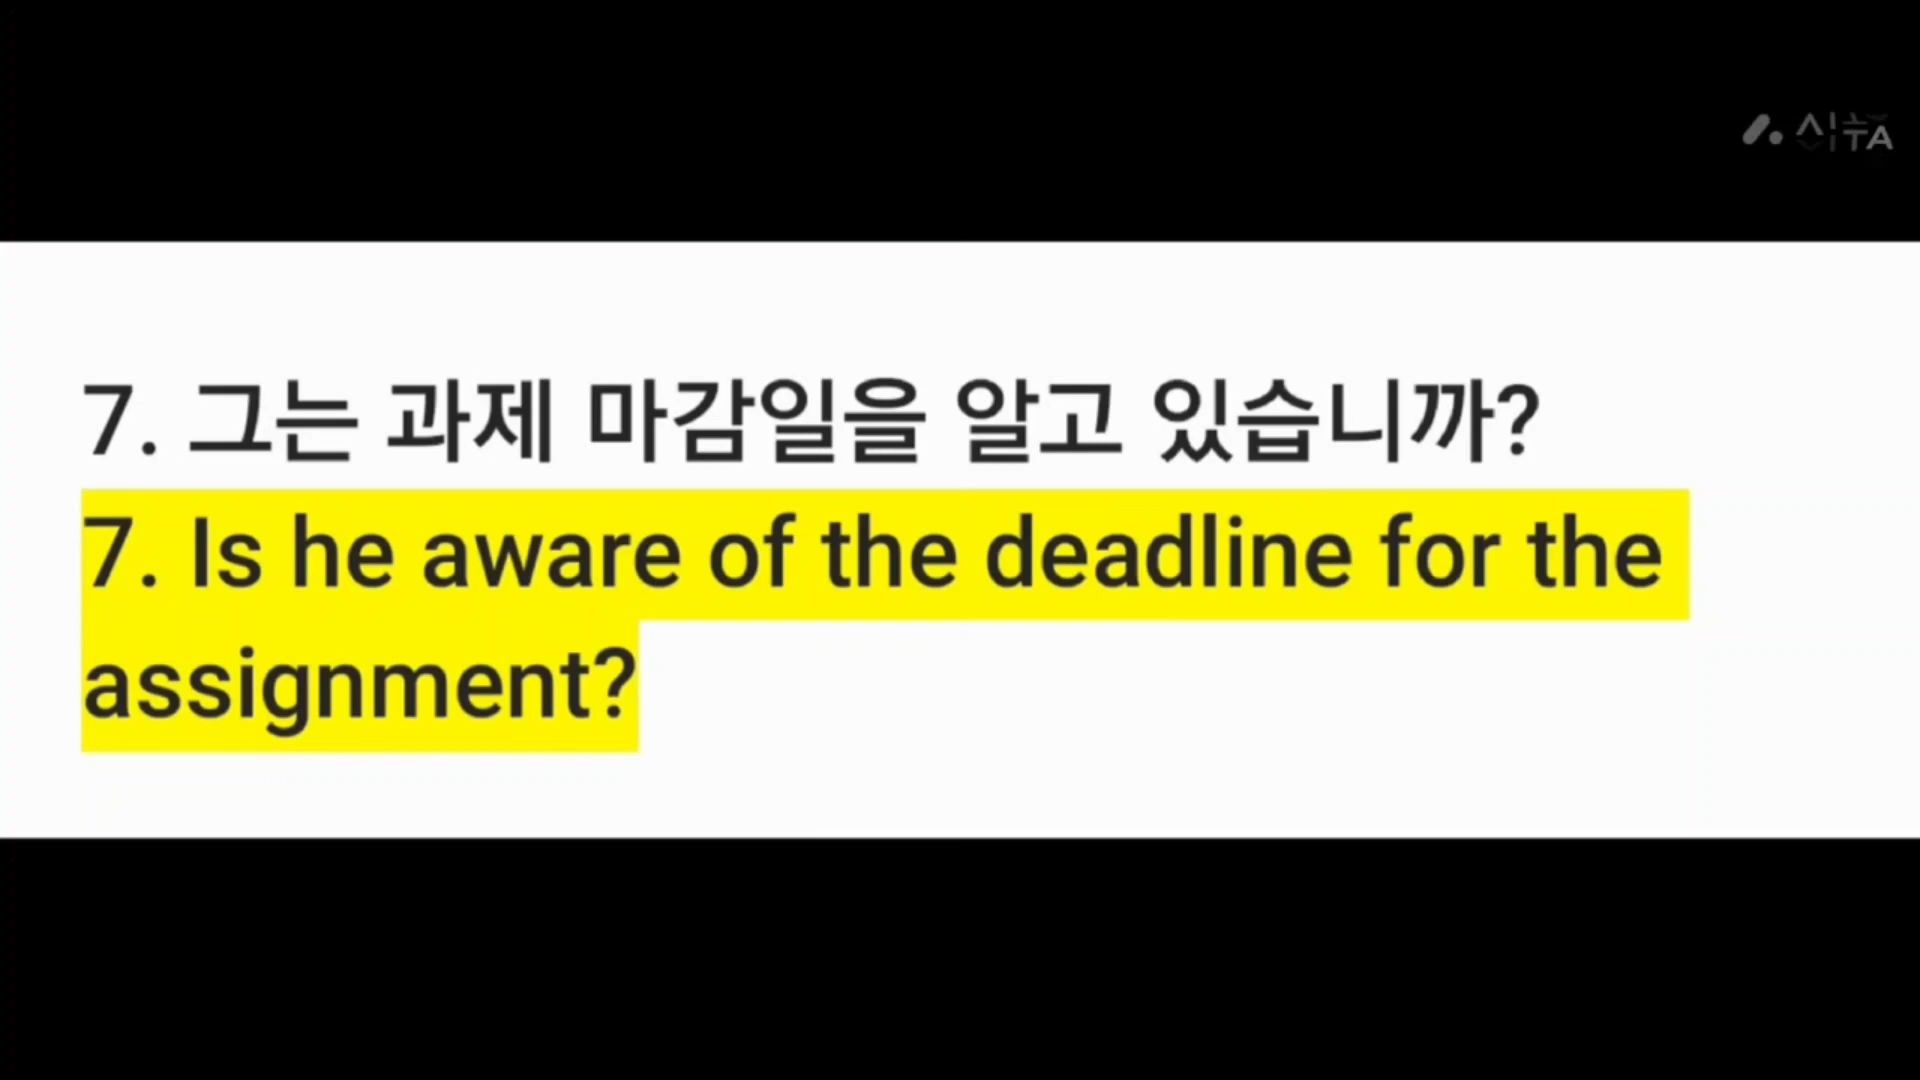 7. 그는 과제 마감일을 알고 있습니까?
7. Is he aware of the deadline for the
assignment?